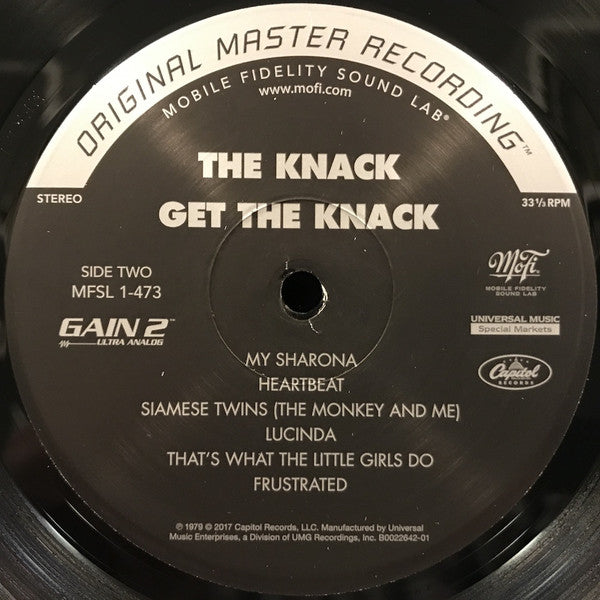 ORIGINAL MASTER RECORDING™
MOBILE FIDELITY SOUND LAB®
www.mofi.com
THE KNACK
GET THE KNACK
STEREO
33 1/3 RPM
SIDE TWO
MFSL 1-473
MoFi
MOBILE FIDELITY
SOUND LAB
GAIN 2™
ULTRA ANALOG
UNIVERSAL MUSIC
Special Markets
Capitol
RECORDS
MY SHARONA
HEARTBEAT
SIAMESE TWINS (THE MONKEY AND ME)
LUCINDA
THAT'S WHAT THE LITTLE GIRLS DO
FRUSTRATED
℗ 1979 © 2017 Capitol Records, LLC. Manufactured by Universal
Music Enterprises, a Division of UMG Recordings, Inc. B0022642-01